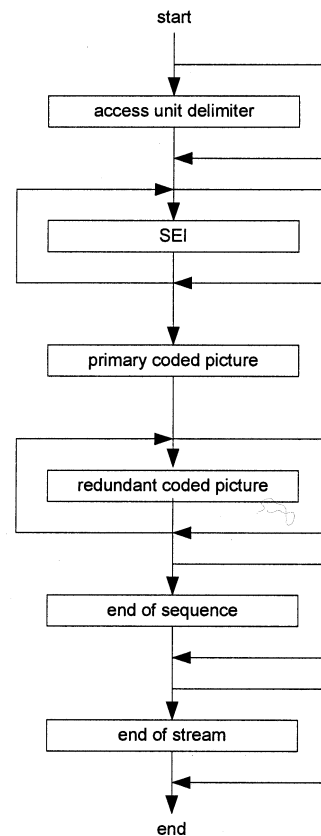 start
access unit delimiter
SEI
primary coded picture
redundant coded picture
end of sequence
end of stream
end